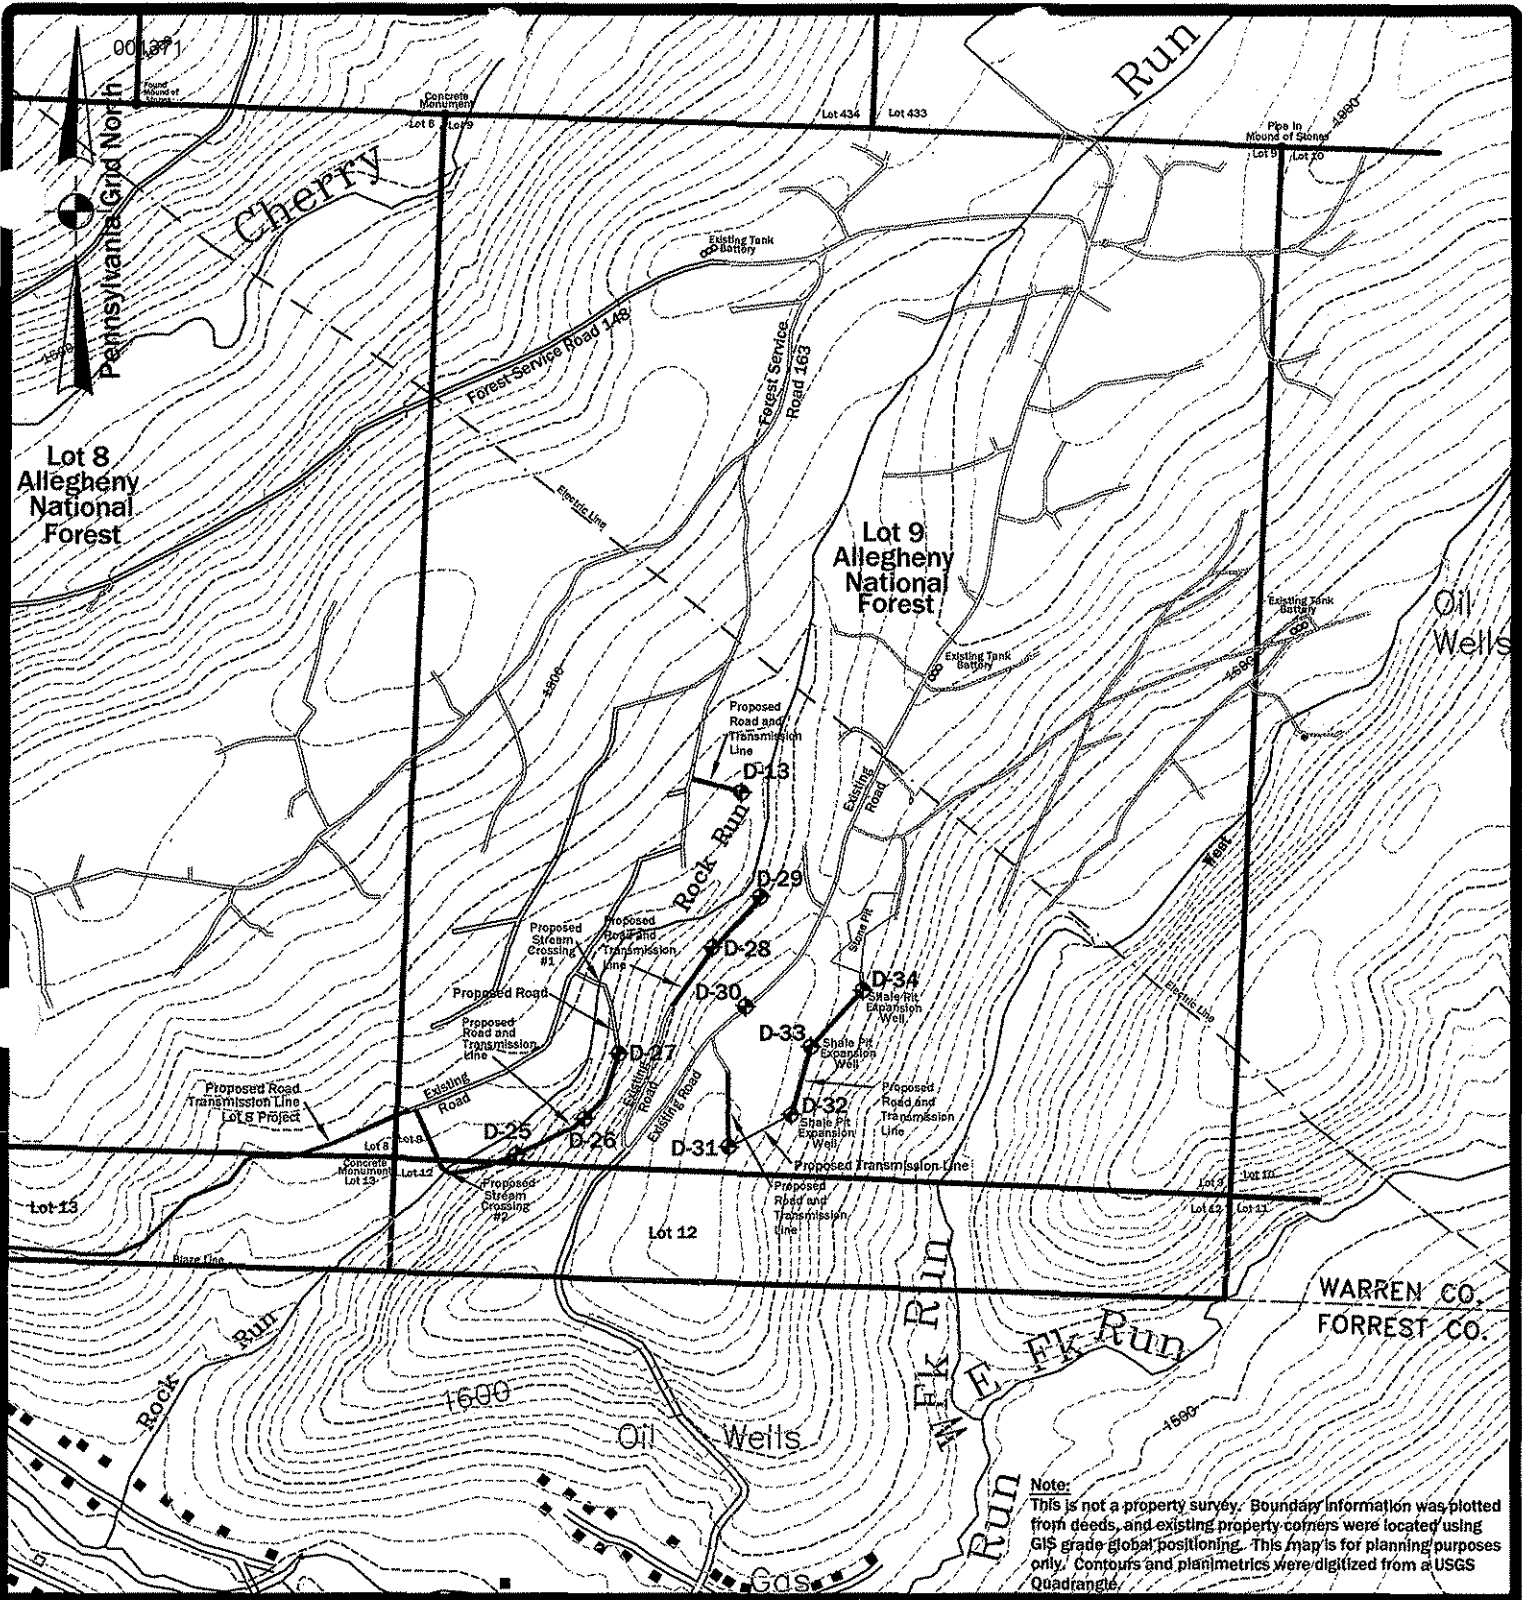 001371
Found
Mound of
Stones
Pennsylvania Grid North
Concrete
Monument
Lot 8
Lot 9
Lot 434
Lot 433
Run
1900
Pipe in
Mound of Stones
Lot 9
Lot 10
Cherry
Existing Tank
Battery
Forest Service Road 148
Forest Service
Road 163
Lot 8
Allegheny
National
Forest
Electric Line
Lot 9
Allegheny
National
Forest
Existing Tank
Battery
Oil
Wells
Existing Tank
Battery
1800
Proposed
Road and
Transmission
Line
D-13
Existing
Road
Rock Run
West
D-29
Proposed
Stream
Crossing
#1
Proposed
Road and
Transmission
Line
Stone Pit
D-28
D-30
D-34
Shale Pit
Expansion
Well
Electric Line
Proposed Road
Proposed
Road and
Transmission
Line
D-33
Shale Pit
Expansion
Well
D-27
Existing
Road
Existing Road
Existing
Road
Proposed Road
Transmission Line
Lot 8 Project
Proposed
Road and
Transmission
Line
D-32
Shale Pit
Expansion
Well
D-25
D-26
D-31
Lot 8
Lot 9
Concrete
Monument
Lot 13
Lot 12
Proposed Transmission Line
Proposed
Stream
Crossing
#2
Proposed
Road and
Transmission
Line
Lot 9
Lot 10
Lot 12
Lot 11
Lot 13
Lot 12
Blaze Line
WARREN CO.
FORREST CO.
Rock Run
W Fk Run
E Fk Run
1600
1500
Oil Wells
Run
Gas
Note:
This is not a property survey. Boundary information was plotted
from deeds, and existing property corners were located using
GIS grade global positioning. This map is for planning purposes
only. Contours and planimetrics were digitized from a USGS
Quadrangle.